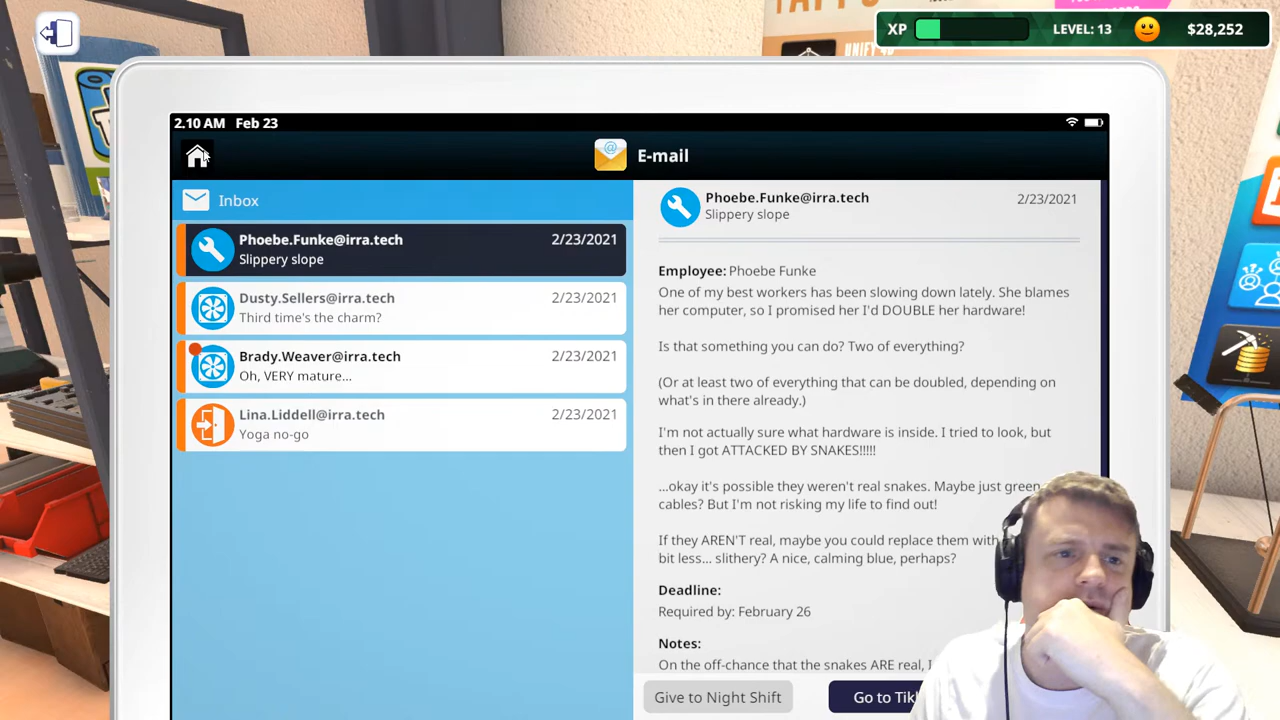 XP
LEVEL: 13
$28,252
2.10 AM Feb 23
E-mail
Inbox
Phoebe.Funke@irra.tech
2/23/2021
Slippery slope
Dusty.Sellers@irra.tech
2/23/2021
Third time's the charm?
Brady.Weaver@irra.tech
2/23/2021
Oh, VERY mature...
Lina.Liddell@irra.tech
2/23/2021
Yoga no-go
Phoebe.Funke@irra.tech
2/23/2021
Slippery slope
Employee: Phoebe Funke
One of my best workers has been slowing down lately. She blames
her computer, so I promised her I'd DOUBLE her hardware!
Is that something you can do? Two of everything?
(Or at least two of everything that can be doubled, depending on
what's in there already.)
I'm not actually sure what hardware is inside. I tried to look, but
then I got ATTACKED BY SNAKES!!!!!
...okay it's possible they weren't real snakes. Maybe just green
cables? But I'm not risking my life to find out!
If they AREN'T real, maybe you could replace them with
bit less... slithery? A nice, calming blue, perhaps?
Deadline:
Required by: February 26
Notes:
On the off-chance that the snakes ARE real, I
Give to Night Shift
Go to